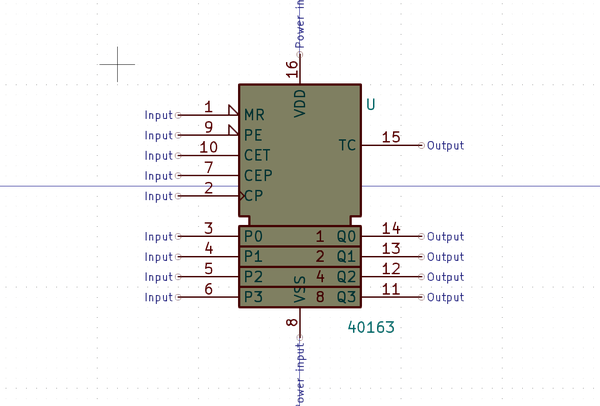 Power in
16
VDD
U
Input 1 MR
Input 9 PE
Input 10 CET
TC 15 Output
Input 7 CEP
Input 2 CP
Input 3 P0 1 Q0 14 Output
Input 4 P1 2 Q1 13 Output
Input 5 P2 4 Q2 12 Output
Input 6 P3 8 Q3 11 Output
VSS
8
40163
Power input